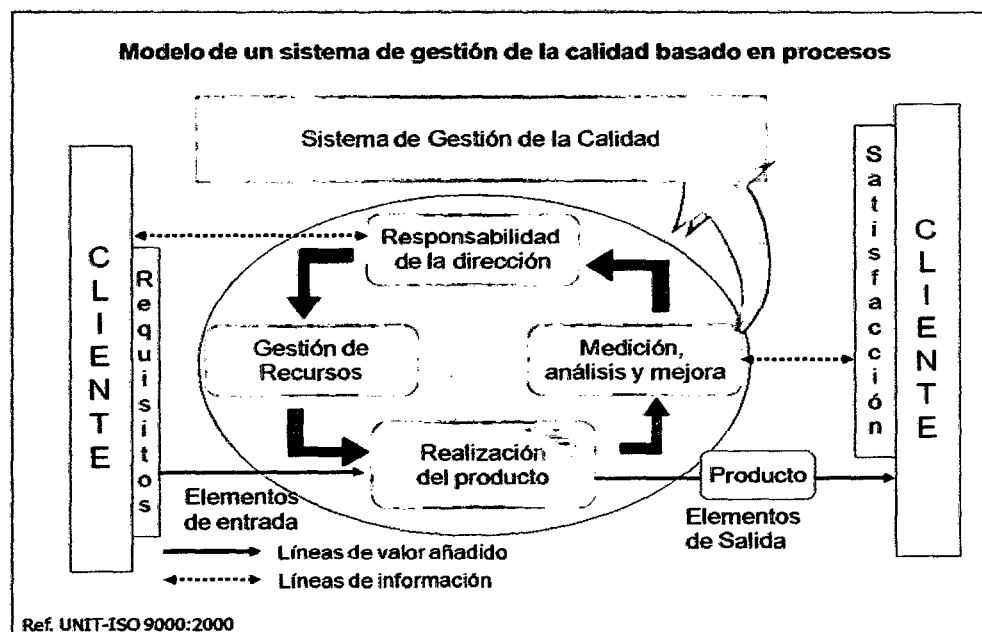 Modelo de un sistema de gestión de la calidad basado en procesos
Sistema de Gestión de la Calidad
CLIENTE
Requisitos
Responsabilidad
de la dirección
Gestión de
Recursos
Medición,
análisis y mejora
Realización
del producto
Elementos
de entrada
Producto
Elementos
de Salida
Satisfacción
CLIENTE
Líneas de valor añadido
Líneas de información
Ref. UNIT-ISO 9000:2000